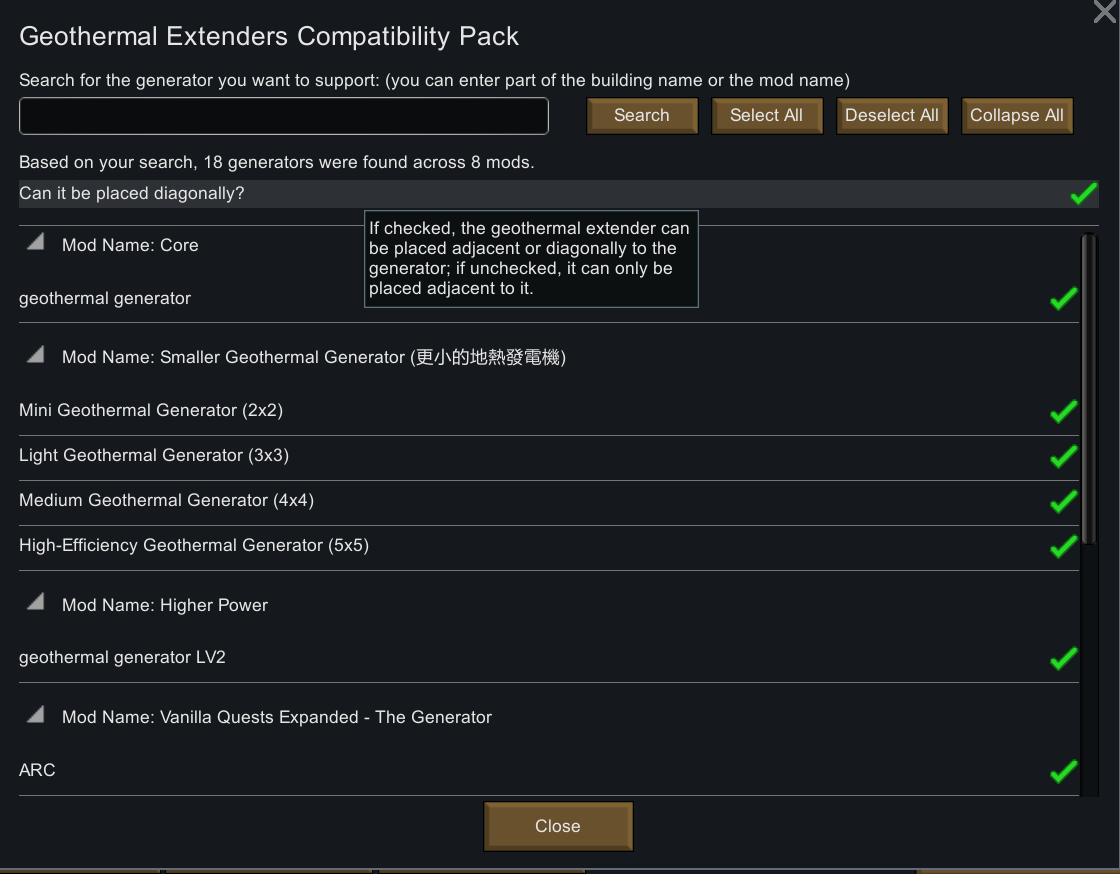 Geothermal Extenders Compatibility Pack
Search for the generator you want to support: (you can enter part of the building name or the mod name)
Search
Select All
Deselect All
Collapse All
Based on your search, 18 generators were found across 8 mods.
Can it be placed diagonally?
If checked, the geothermal extender can
be placed adjacent or diagonally to the
generator; if unchecked, it can only be
placed adjacent to it.
Mod Name: Core
geothermal generator
Mod Name: Smaller Geothermal Generator (更小的地熱發電機)
Mini Geothermal Generator (2x2)
Light Geothermal Generator (3x3)
Medium Geothermal Generator (4x4)
High-Efficiency Geothermal Generator (5x5)
Mod Name: Higher Power
geothermal generator LV2
Mod Name: Vanilla Quests Expanded - The Generator
ARC
Close